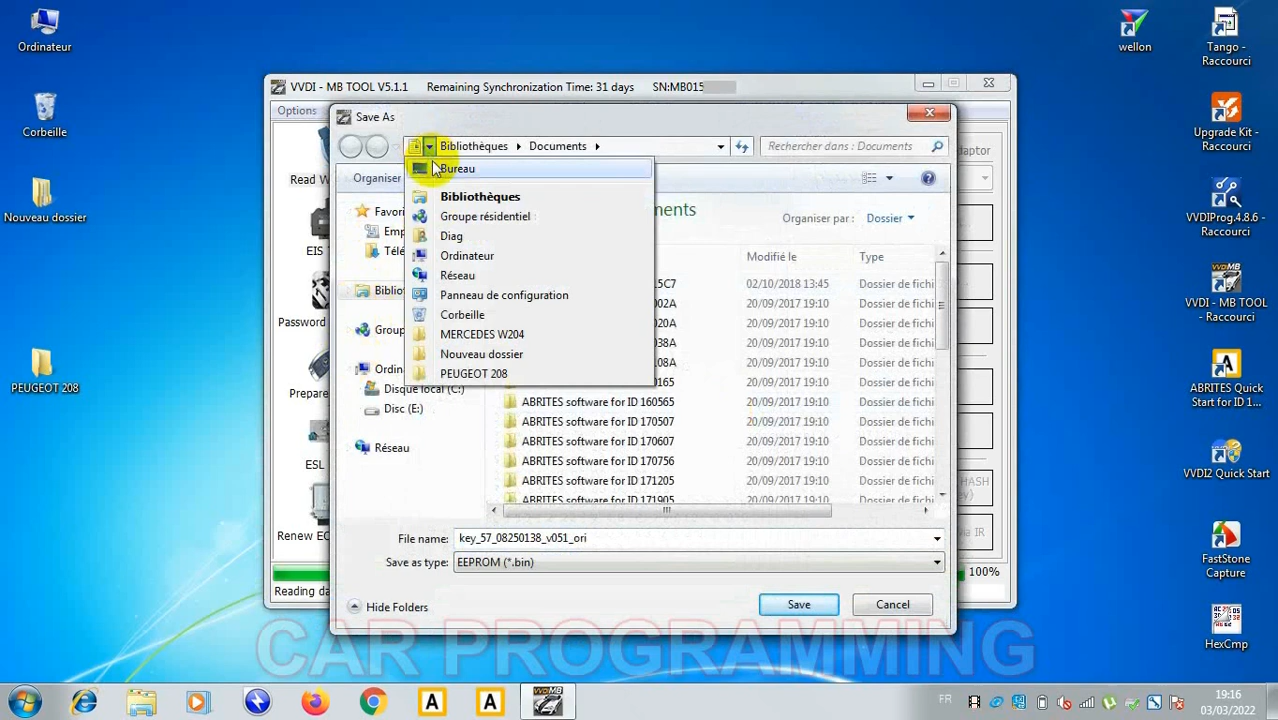 Ordinateur
Corbeille
Nouveau dossier
PEUGEOT 208
wellon
Tango -
Raccourci
Upgrade Kit -
Raccourci
VVDIProg.4.8.6
- Raccourci
VVDI - MB TOOL
- Raccourci
ABRITES Quick
Start for ID 1...
VVDI2 Quick Start
FastStone
Capture
HexCmp
VVDI - MB TOOL V5.1.1 Remaining Synchronization Time: 31 days SN:MB015
Options
Read W
EIS T
Password
Prepare
ESL
Renew EC
Reading da
100%
Save As
Bibliothèques Documents
Rechercher dans : Documents
Organiser
Bureau
Bibliothèques
Groupe résidentiel
Diag
Ordinateur
Réseau
Panneau de configuration
Corbeille
MERCEDES W204
Nouveau dossier
PEUGEOT 208
Favori
Emp
Télé
Biblio
Group
Ordin
Disque local (C:)
Disc (E:)
Réseau
ments
Organiser par : Dossier
Modifié le Type
15C7 02/10/2018 13:45 Dossier de fichi
002A 20/09/2017 19:10 Dossier de fichi
020A 20/09/2017 19:10 Dossier de fichi
038A 20/09/2017 19:10 Dossier de fichi
108A 20/09/2017 19:10 Dossier de fichi
160165 20/09/2017 19:10 Dossier de fichi
ABRITES software for ID 160565 20/09/2017 19:10 Dossier de fichi
ABRITES software for ID 170507 20/09/2017 19:10 Dossier de fichi
ABRITES software for ID 170607 20/09/2017 19:10 Dossier de fichi
ABRITES software for ID 170756 20/09/2017 19:10 Dossier de fichi
ABRITES software for ID 171205 20/09/2017 19:10 Dossier de fichi
ABRITES software for ID 171905 20/09/2017 19:10 Dossier de fichi
File name: key_57_08250138_v051_ori
Save as type: EEPROM (*.bin)
Hide Folders
Save
Cancel
daptor
HASH
ey)
e IR
CAR PROGRAMMING
FR
19:16
03/03/2022